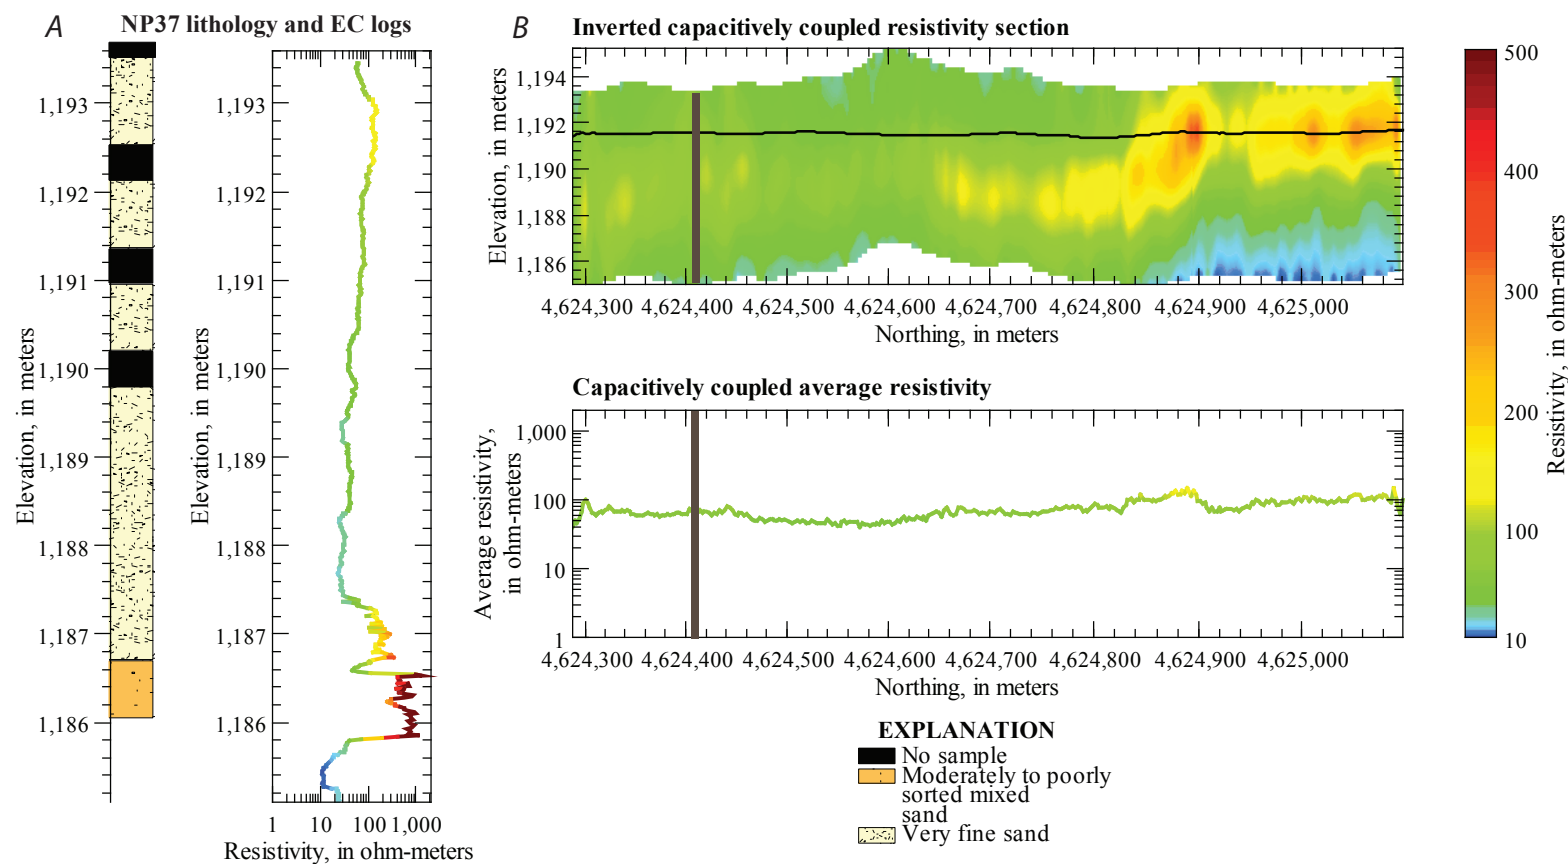 A
NP37 lithology and EC logs
Elevation, in meters
1,193
1,192
1,191
1,190
1,189
1,188
1,187
1,186
Elevation, in meters
1,193
1,192
1,191
1,190
1,189
1,188
1,187
1,186
1 10 100 1,000
Resistivity, in ohm-meters
B
Inverted capacitively coupled resistivity section
Elevation, in meters
1,194
1,192
1,190
1,188
1,186
4,624,300 4,624,400 4,624,500 4,624,600 4,624,700 4,624,800 4,624,900 4,625,000
Northing, in meters
Capacitively coupled average resistivity
Average resistivity,
in ohm-meters
1,000
100
10
1
4,624,300 4,624,400 4,624,500 4,624,600 4,624,700 4,624,800 4,624,900 4,625,000
Northing, in meters
EXPLANATION
No sample
Moderately to poorly
sorted mixed
sand
Very fine sand
500
400
300
200
100
10
Resistivity, in ohm-meters